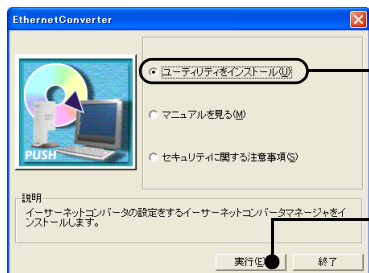 EthernetConverter
ユーティリティをインストール(U)
マニュアルを見る(M)
セキュリティに関する注意事項(S)
PUSH
説明
イーサーネットコンバータの設定をするイーサーネットコンバータマネージャをイ
ンストールします。
実行(E)
終了